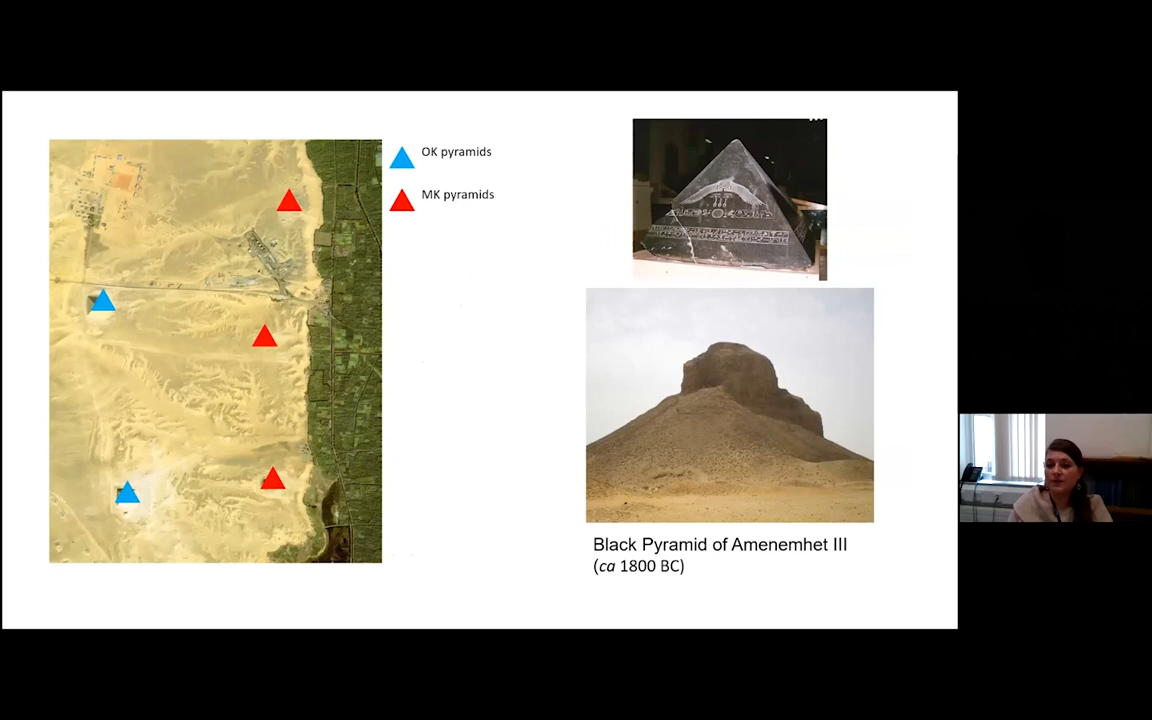 OK pyramids
MK pyramids
Black Pyramid of Amenemhet III
(ca 1800 BC)